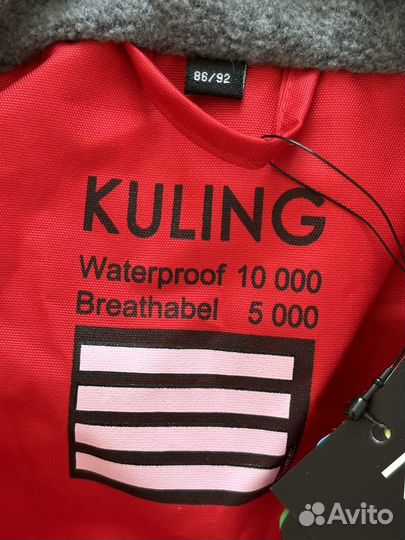 86/92
KULING
Waterproof 10 000
Breathabel 5 000
Avito